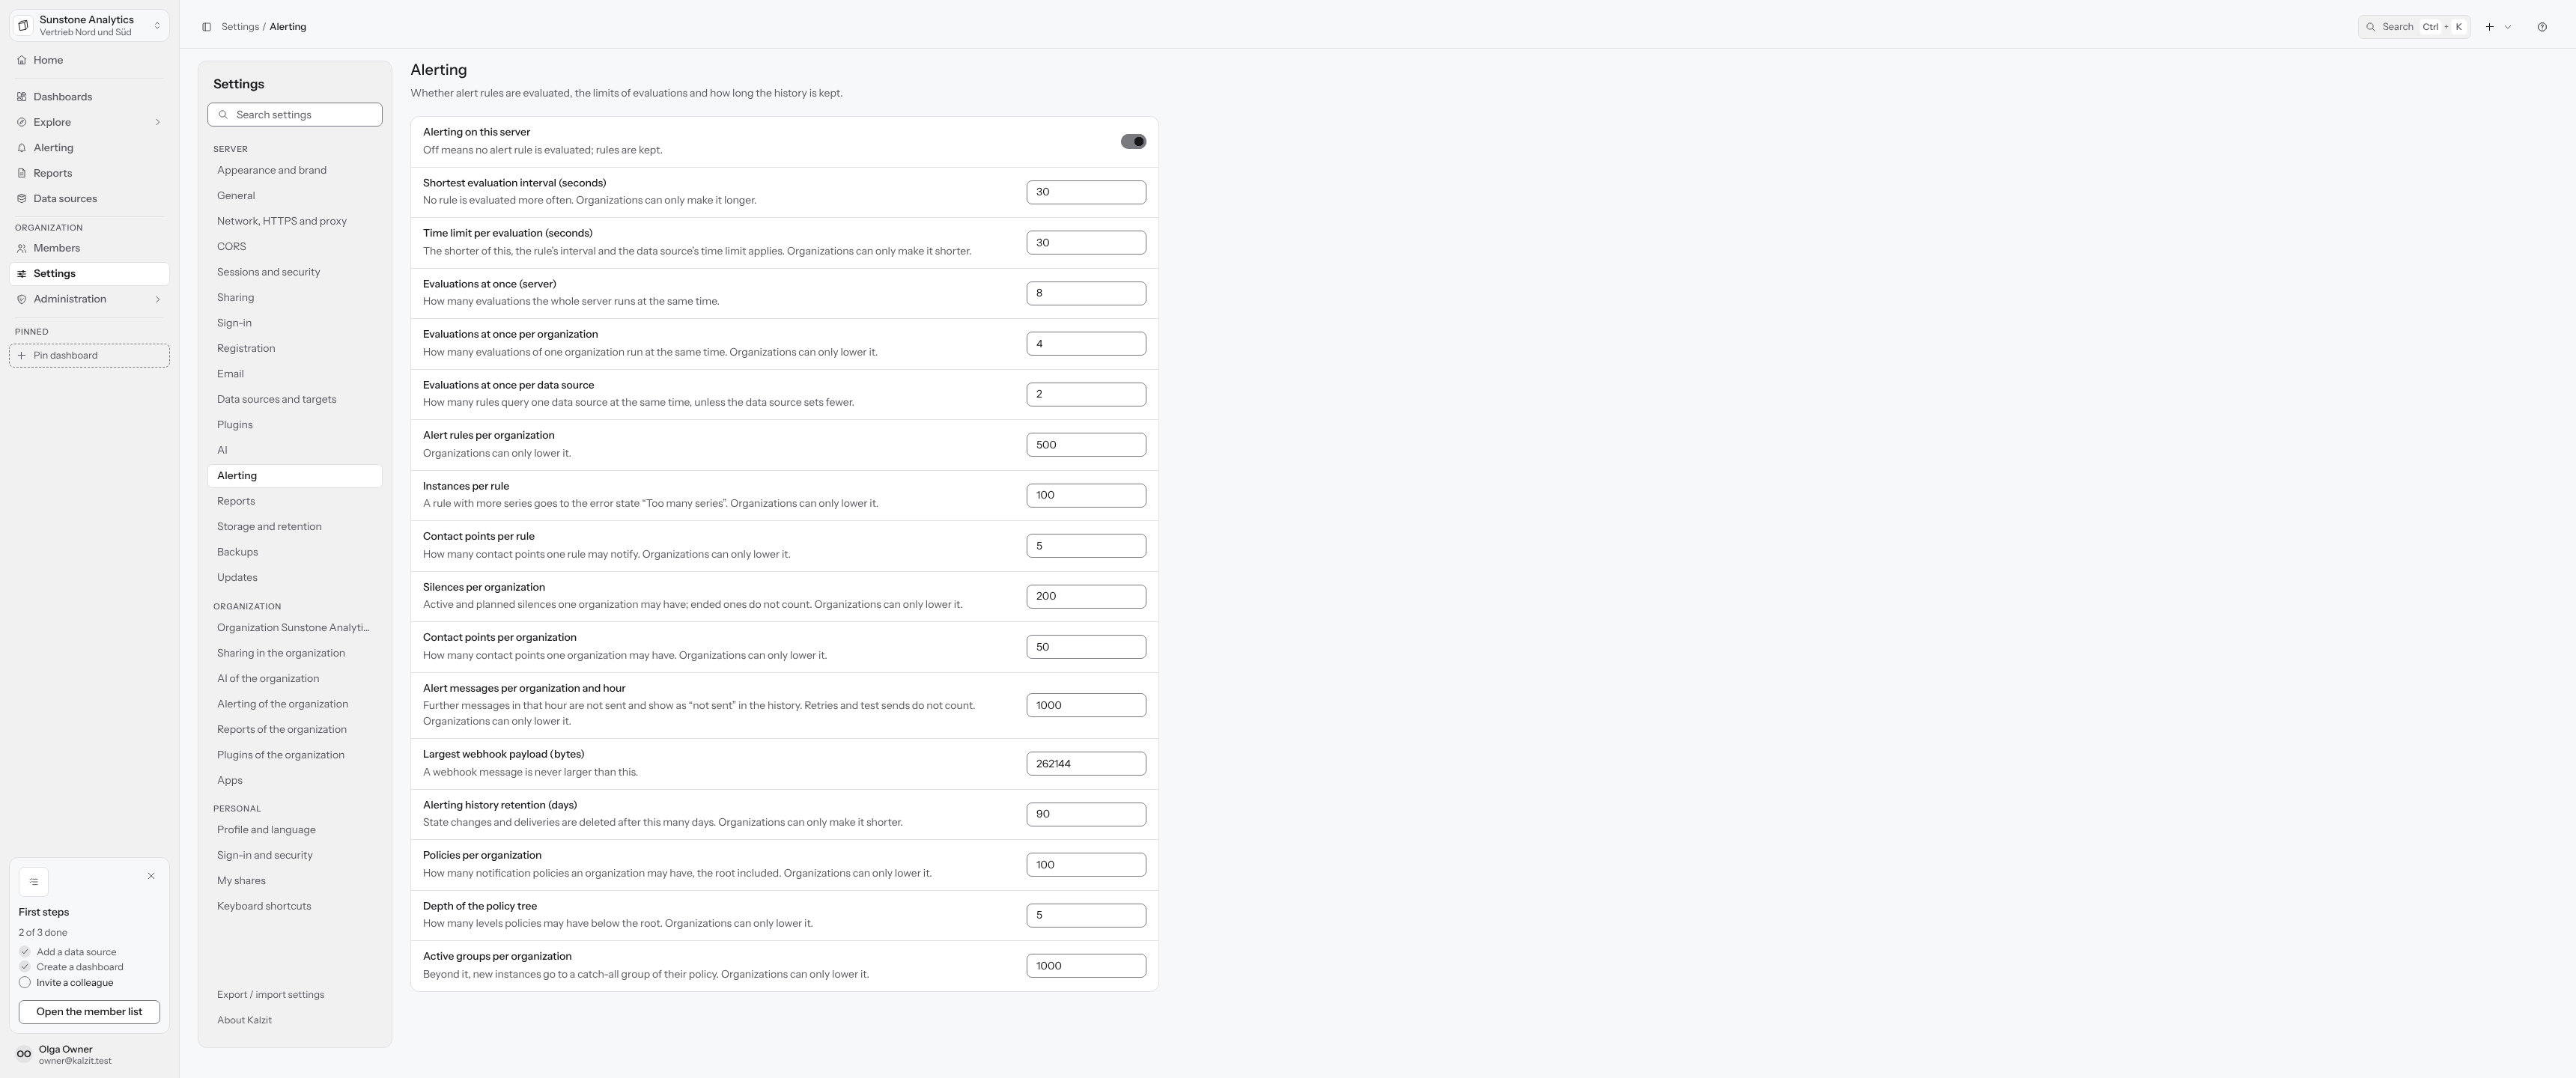 Sunstone Analytics
Vertrieb Nord und Süd
Home
Dashboards
Explore
Alerting
Reports
Data sources
ORGANIZATION
Members
Settings
Administration
PINNED
Pin dashboard
First steps
2 of 3 done
Add a data source
Create a dashboard
Invite a colleague
Open the member list
OO
Olga Owner
owner@kalzit.test
Settings / Alerting
Search Ctrl + K
Settings
Search settings
SERVER
Appearance and brand
General
Network, HTTPS and proxy
CORS
Sessions and security
Sharing
Sign-in
Registration
Email
Data sources and targets
Plugins
AI
Alerting
Reports
Storage and retention
Backups
Updates
ORGANIZATION
Organization Sunstone Analyti...
Sharing in the organization
AI of the organization
Alerting of the organization
Reports of the organization
Plugins of the organization
Apps
PERSONAL
Profile and language
Sign-in and security
My shares
Keyboard shortcuts
Export / import settings
About Kalzit
Alerting
Whether alert rules are evaluated, the limits of evaluations and how long the history is kept.
Alerting on this server
Off means no alert rule is evaluated; rules are kept.
Shortest evaluation interval (seconds)
No rule is evaluated more often. Organizations can only make it longer.
30
Time limit per evaluation (seconds)
The shorter of this, the rule's interval and the data source's time limit applies. Organizations can only make it shorter.
30
Evaluations at once (server)
How many evaluations the whole server runs at the same time.
8
Evaluations at once per organization
How many evaluations of one organization run at the same time. Organizations can only lower it.
4
Evaluations at once per data source
How many rules query one data source at the same time, unless the data source sets fewer.
2
Alert rules per organization
Organizations can only lower it.
500
Instances per rule
A rule with more series goes to the error state “Too many series”. Organizations can only lower it.
100
Contact points per rule
How many contact points one rule may notify. Organizations can only lower it.
5
Silences per organization
Active and planned silences one organization may have; ended ones do not count. Organizations can only lower it.
200
Contact points per organization
How many contact points one organization may have. Organizations can only lower it.
50
Alert messages per organization and hour
Further messages in that hour are not sent and show as “not sent” in the history. Retries and test sends do not count.
Organizations can only lower it.
1000
Largest webhook payload (bytes)
A webhook message is never larger than this.
262144
Alerting history retention (days)
State changes and deliveries are deleted after this many days. Organizations can only make it shorter.
90
Policies per organization
How many notification policies an organization may have, the root included. Organizations can only lower it.
100
Depth of the policy tree
How many levels policies may have below the root. Organizations can only lower it.
5
Active groups per organization
Beyond it, new instances go to a catch-all group of their policy. Organizations can only lower it.
1000